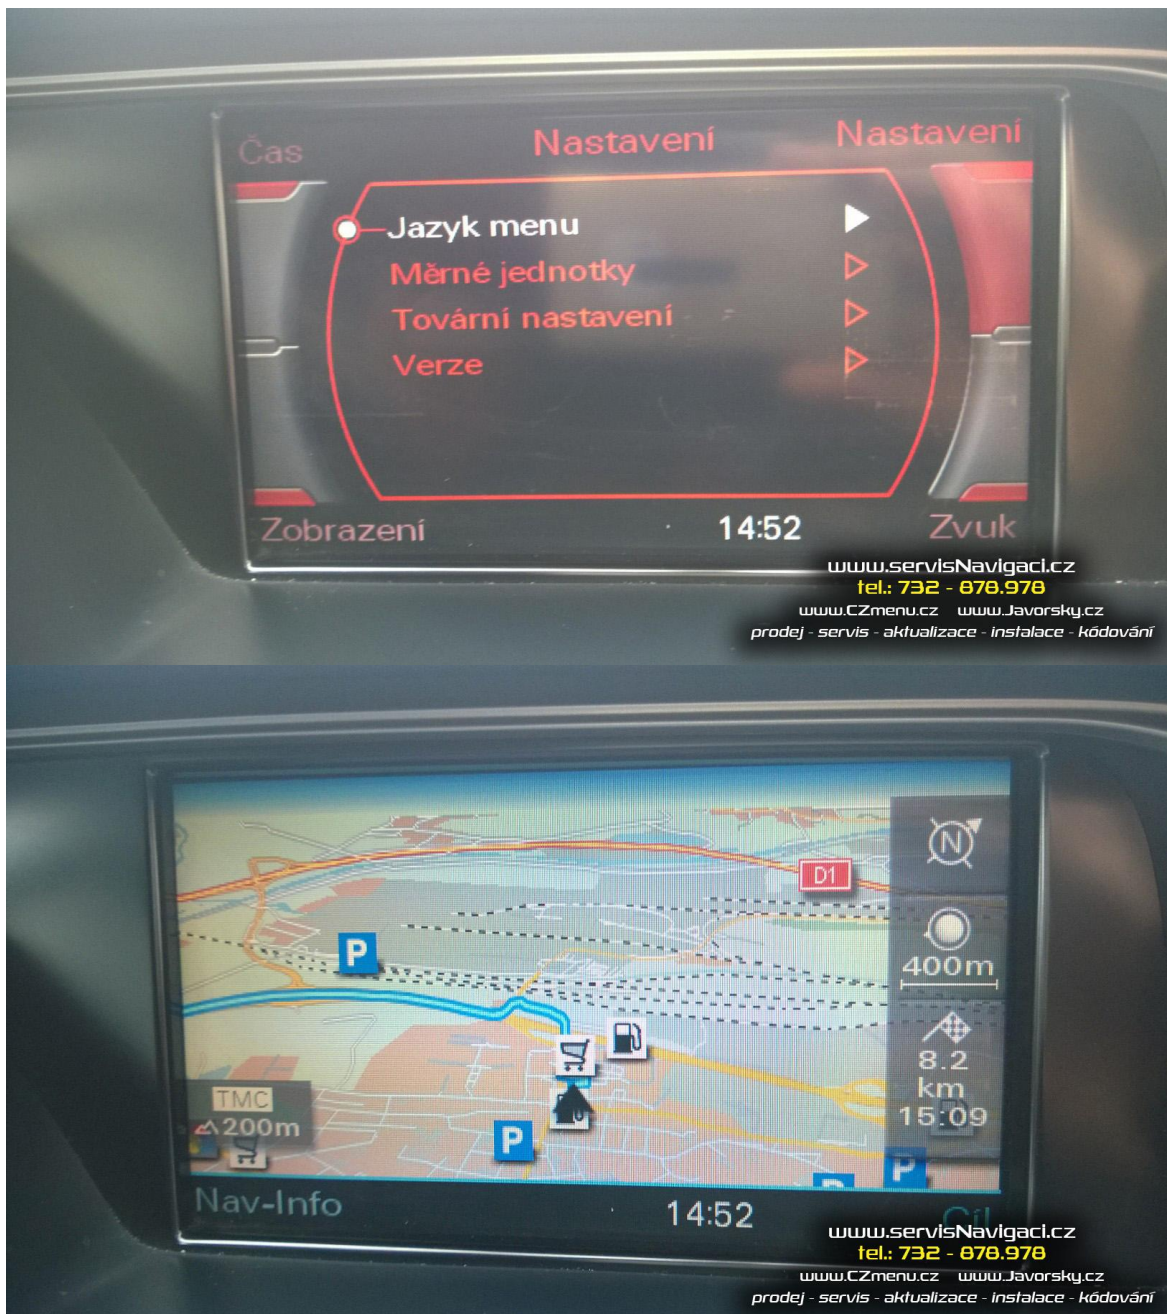 Čas
Nastavení
Nastavení
Jazyk menu
Měrné jednotky
Tovární nastavení
Verze
Zobrazení
14:52
Zvuk
www.servisNavigaci.cz
tel.: 732 - 878.978
www.CZmenu.cz www.Javorsky.cz
prodej - servis - aktualizace - instalace - kódování
N
D1
P
400m
8.2
km
15:09
TMC
200m
P
P
Nav-Info
14:52
Cíl
www.servisNavigaci.cz
tel.: 732 - 878.978
www.CZmenu.cz www.Javorsky.cz
prodej - servis - aktualizace - instalace - kódování